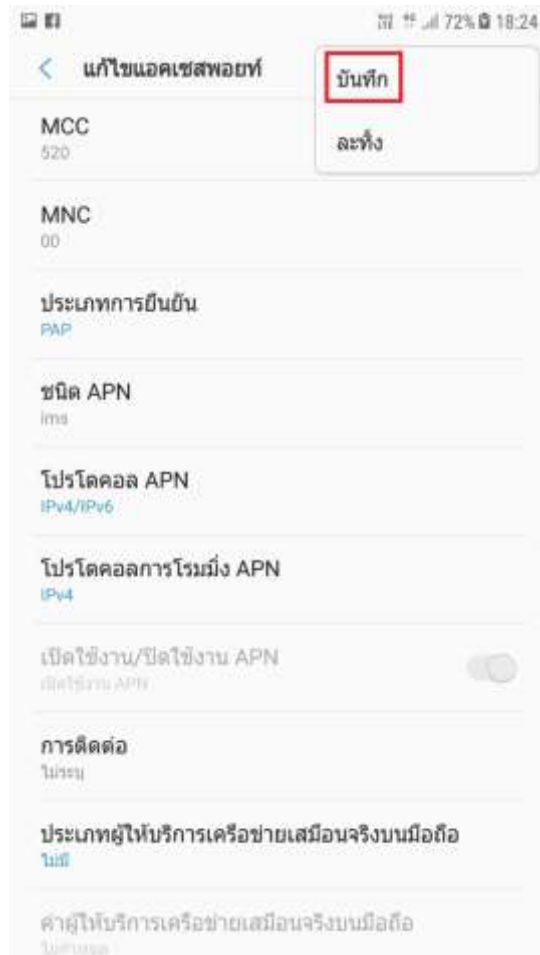 72% 18:24
แก้ไขแอคเซสพอยท์
บันทึก
ละทิ้ง
MCC
520
MNC
00
ประเภทการยืนยัน
PAP
ชนิด APN
ims
โปรโตคอล APN
IPv4/IPv6
โปรโตคอลการโรมมิ่ง APN
IPv4
เปิดใช้งาน/ปิดใช้งาน APN
เปิดใช้งาน APN
การติดต่อ
ไม่ระบุ
ประเภทผู้ให้บริการเครือข่ายเสมือนจริงบนมือถือ
ไม่มี
ค่าผู้ให้บริการเครือข่ายเสมือนจริงบนมือถือ